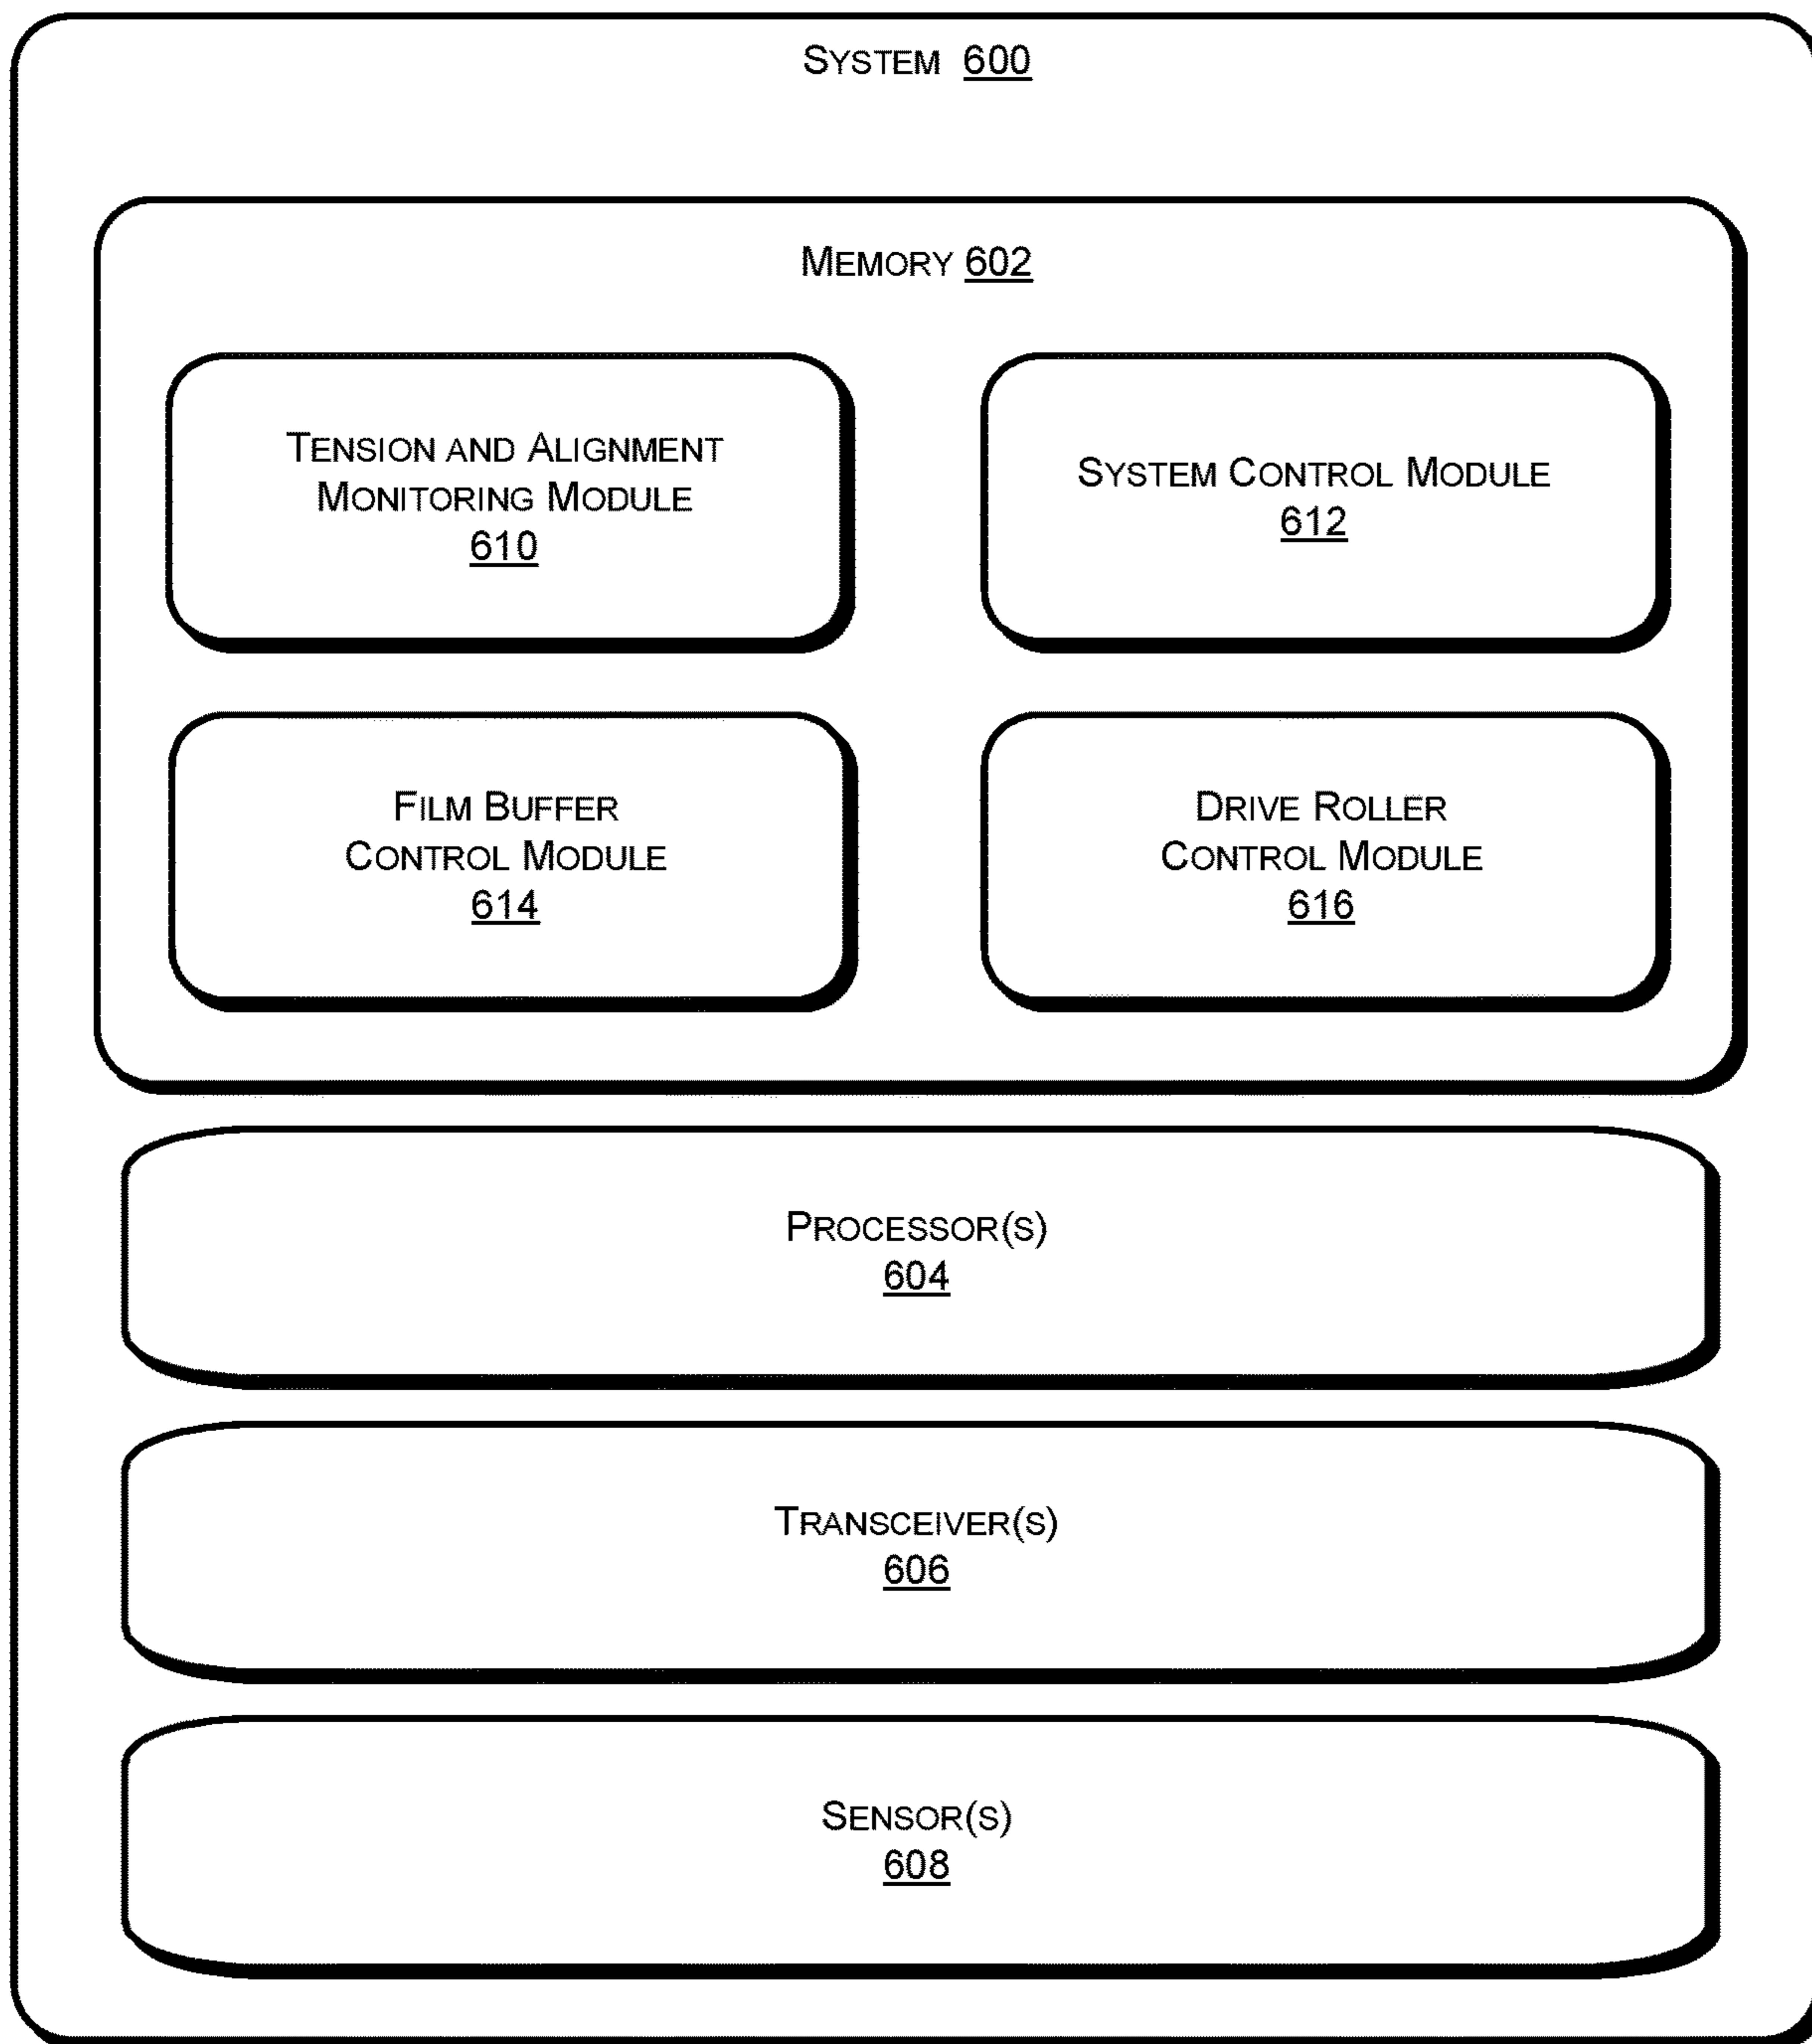 SYSTEM 600
MEMORY 602
TENSION AND ALIGNMENT
MONITORING MODULE
610
SYSTEM CONTROL MODULE
612
FILM BUFFER
CONTROL MODULE
614
DRIVE ROLLER
CONTROL MODULE
616
PROCESSOR(S)
604
TRANSCEIVER(S)
606
SENSOR(S)
608